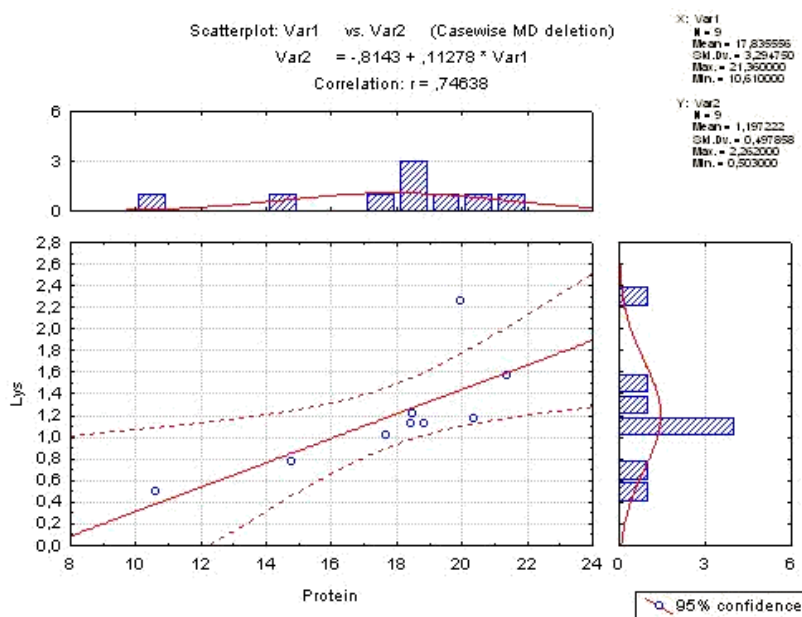 Scatterplot: Var1 vs. Var2 (Casewise MD deletion)
Var2 = -,8143 + ,11278 * Var1
Correlation: r = ,74638
X: Var1
N = 9
Mean = 17,835556
Std.Dv. = 3,294750
Max. = 21,360000
Min. = 10,610000
Y: Var2
N = 9
Mean = 1,197222
Std.Dv. = 0,497858
Max. = 2,262000
Min. = 0,503000
6
3
0
2,8
2,6
2,4
2,2
2,0
1,8
1,6
1,4
1,2
1,0
0,8
0,6
0,4
0,2
0,0
Lys
8 10 12 14 16 18 20 22 24
Protein
0 3 6
95% confidence